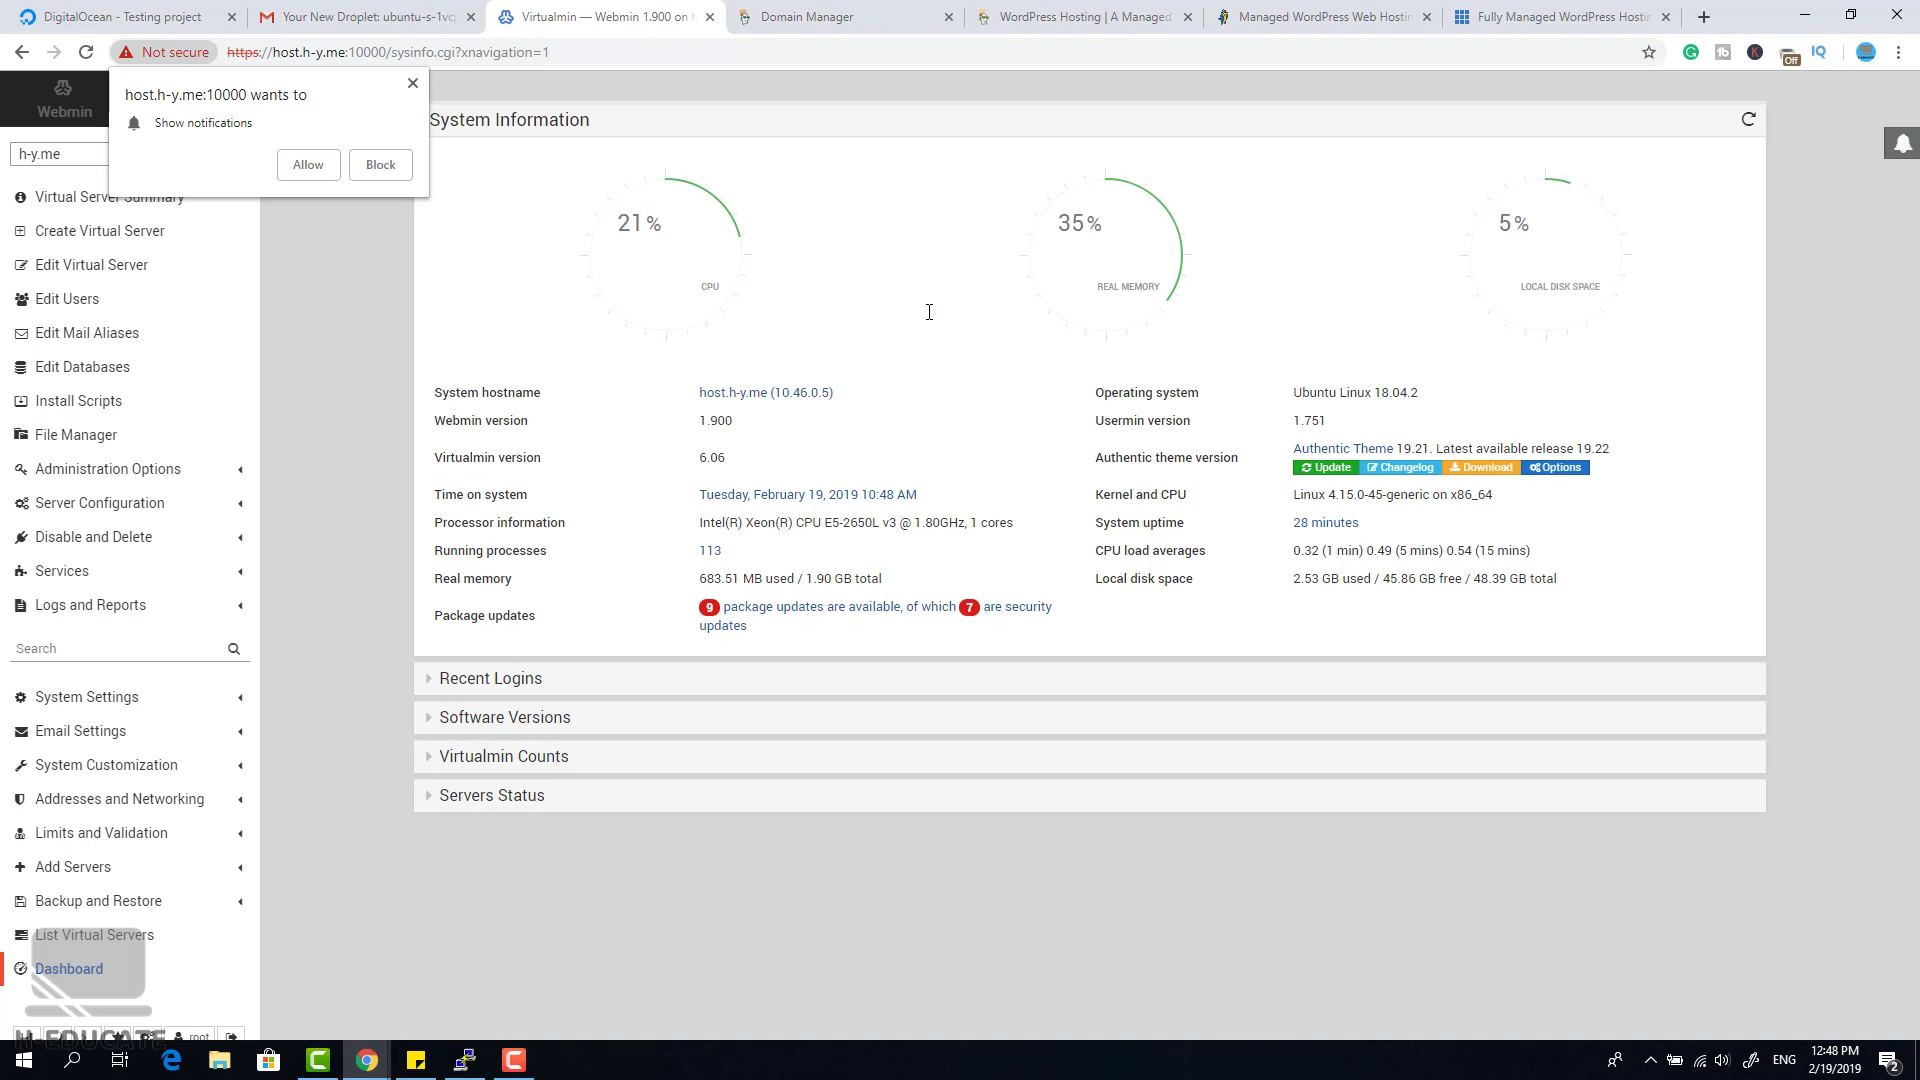 DigitalOcean - Testing project
Your New Droplet: ubuntu-s-1vcp
Virtualmin — Webmin 1.900 on h
Domain Manager
WordPress Hosting | A Managed
Managed WordPress Web Hostin
Fully Managed WordPress Hostin
Not secure
https://host.h-y.me:10000/sysinfo.cgi?xnavigation=1
Off
host.h-y.me:10000 wants to
Show notifications
Allow
Block
Webmin
h-y.me
Virtual Server Summary
Create Virtual Server
Edit Virtual Server
Edit Users
Edit Mail Aliases
Edit Databases
Install Scripts
File Manager
Administration Options
Server Configuration
Disable and Delete
Services
Logs and Reports
Search
System Settings
Email Settings
System Customization
Addresses and Networking
Limits and Validation
Add Servers
Backup and Restore
List Virtual Servers
Dashboard
root
H-EDUCATE
System Information
21%
CPU
35%
REAL MEMORY
5%
LOCAL DISK SPACE
System hostname
host.h-y.me (10.46.0.5)
Operating system
Ubuntu Linux 18.04.2
Webmin version
1.900
Usermin version
1.751
Virtualmin version
6.06
Authentic theme version
Authentic Theme 19.21. Latest available release 19.22
Update Changelog Download Options
Time on system
Tuesday, February 19, 2019 10:48 AM
Kernel and CPU
Linux 4.15.0-45-generic on x86_64
Processor information
Intel(R) Xeon(R) CPU E5-2650L v3 @ 1.80GHz, 1 cores
System uptime
28 minutes
Running processes
113
CPU load averages
0.32 (1 min) 0.49 (5 mins) 0.54 (15 mins)
Real memory
683.51 MB used / 1.90 GB total
Local disk space
2.53 GB used / 45.86 GB free / 48.39 GB total
Package updates
9 package updates are available, of which 7 are security
updates
Recent Logins
Software Versions
Virtualmin Counts
Servers Status
ENG
12:48 PM
2/19/2019
2